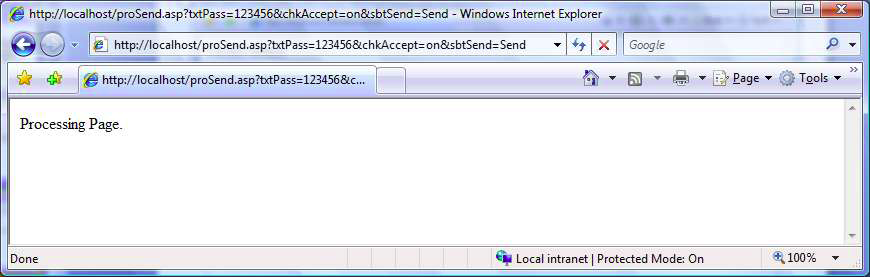 http://localhost/proSend.asp?txtPass=123456&chkAccept=on&sbtSend=Send - Windows Internet Explorer
http://localhost/proSend.asp?txtPass=123456&chkAccept=on&sbtSend=Send Google
http://localhost/proSend.asp?txtPass=123456&c... Page Tools »
Processing Page.
Done Local intranet | Protected Mode: On 100%